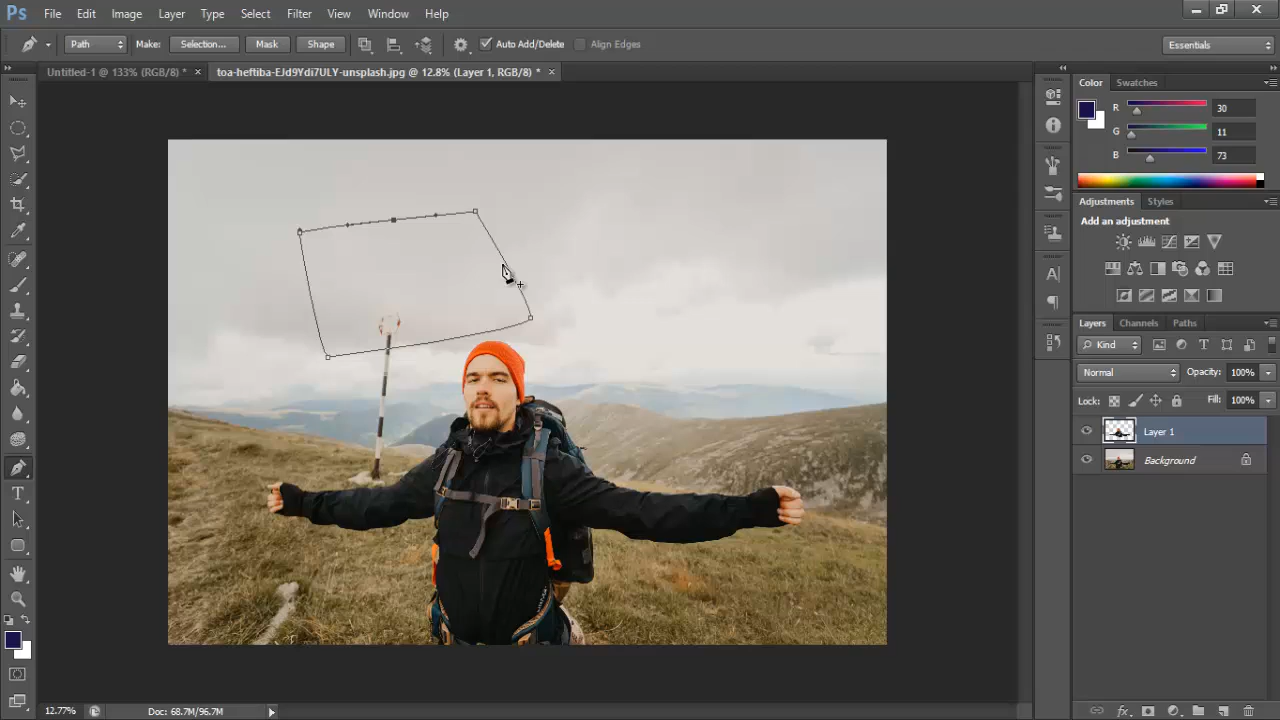 Ps File Edit Image Layer Type Select Filter View Window Help
Path Make: Selection... Mask Shape Auto Add/Delete Align Edges Essentials
Untitled-1 @ 133% (RGB/8) * × toa-heftiba-EJd9Ydi7ULY-unsplash.jpg @ 12.8% (Layer 1, RGB/8) * ×
Color Swatches
R 30
G 11
B 73
Adjustments Styles
Add an adjustment
Layers Channels Paths
Kind
Normal Opacity: 100%
Lock: Fill: 100%
Layer 1
Background
12.77% Doc: 68.7M/96.7M